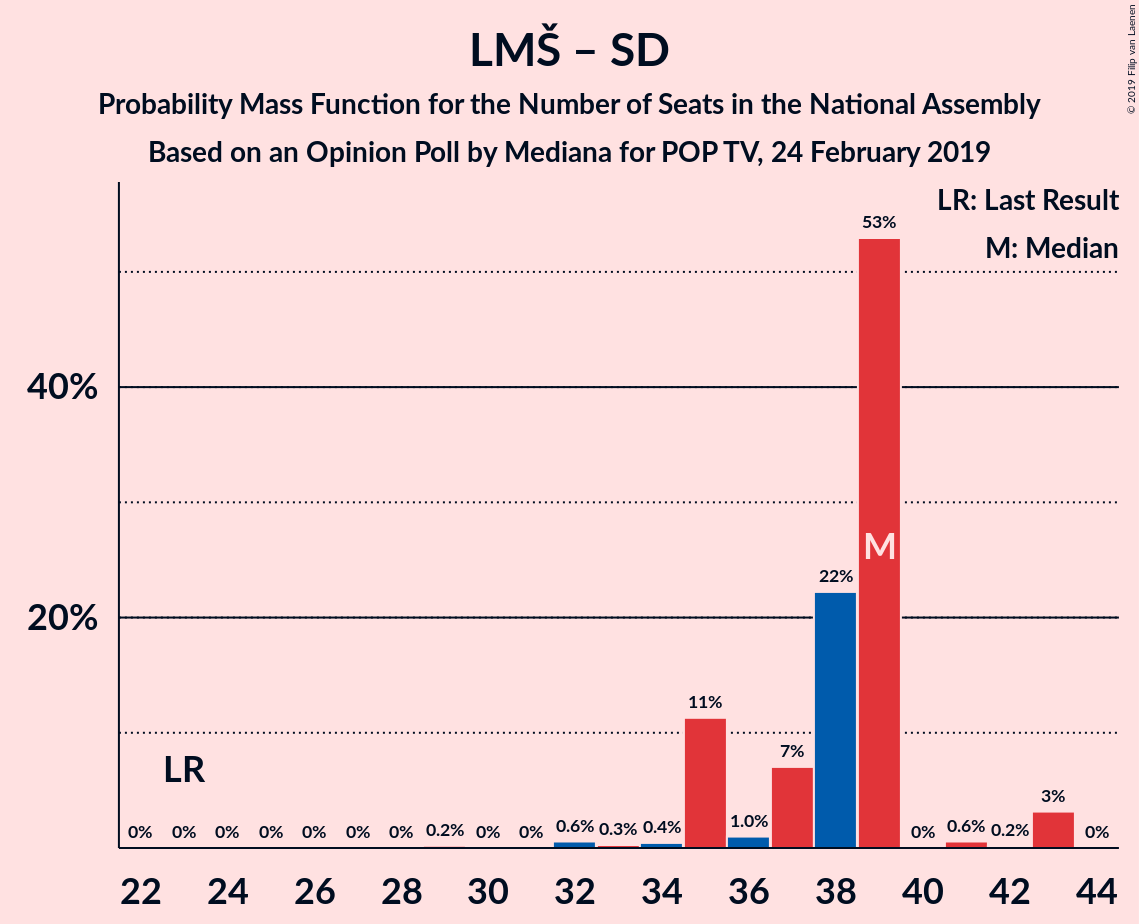 LMŠ – SD
Probability Mass Function for the Number of Seats in the National Assembly
Based on an Opinion Poll by Mediana for POP TV, 24 February 2019
© 2019 Filip van Laenen
LR: Last Result
M: Median
40%
20%
LR
M
0% 0% 0% 0% 0% 0% 0% 0.2% 0% 0% 0.6% 0.3% 0.4% 11% 1.0% 7% 22% 53% 0% 0.6% 0.2% 3% 0%
22 24 26 28 30 32 34 36 38 40 42 44